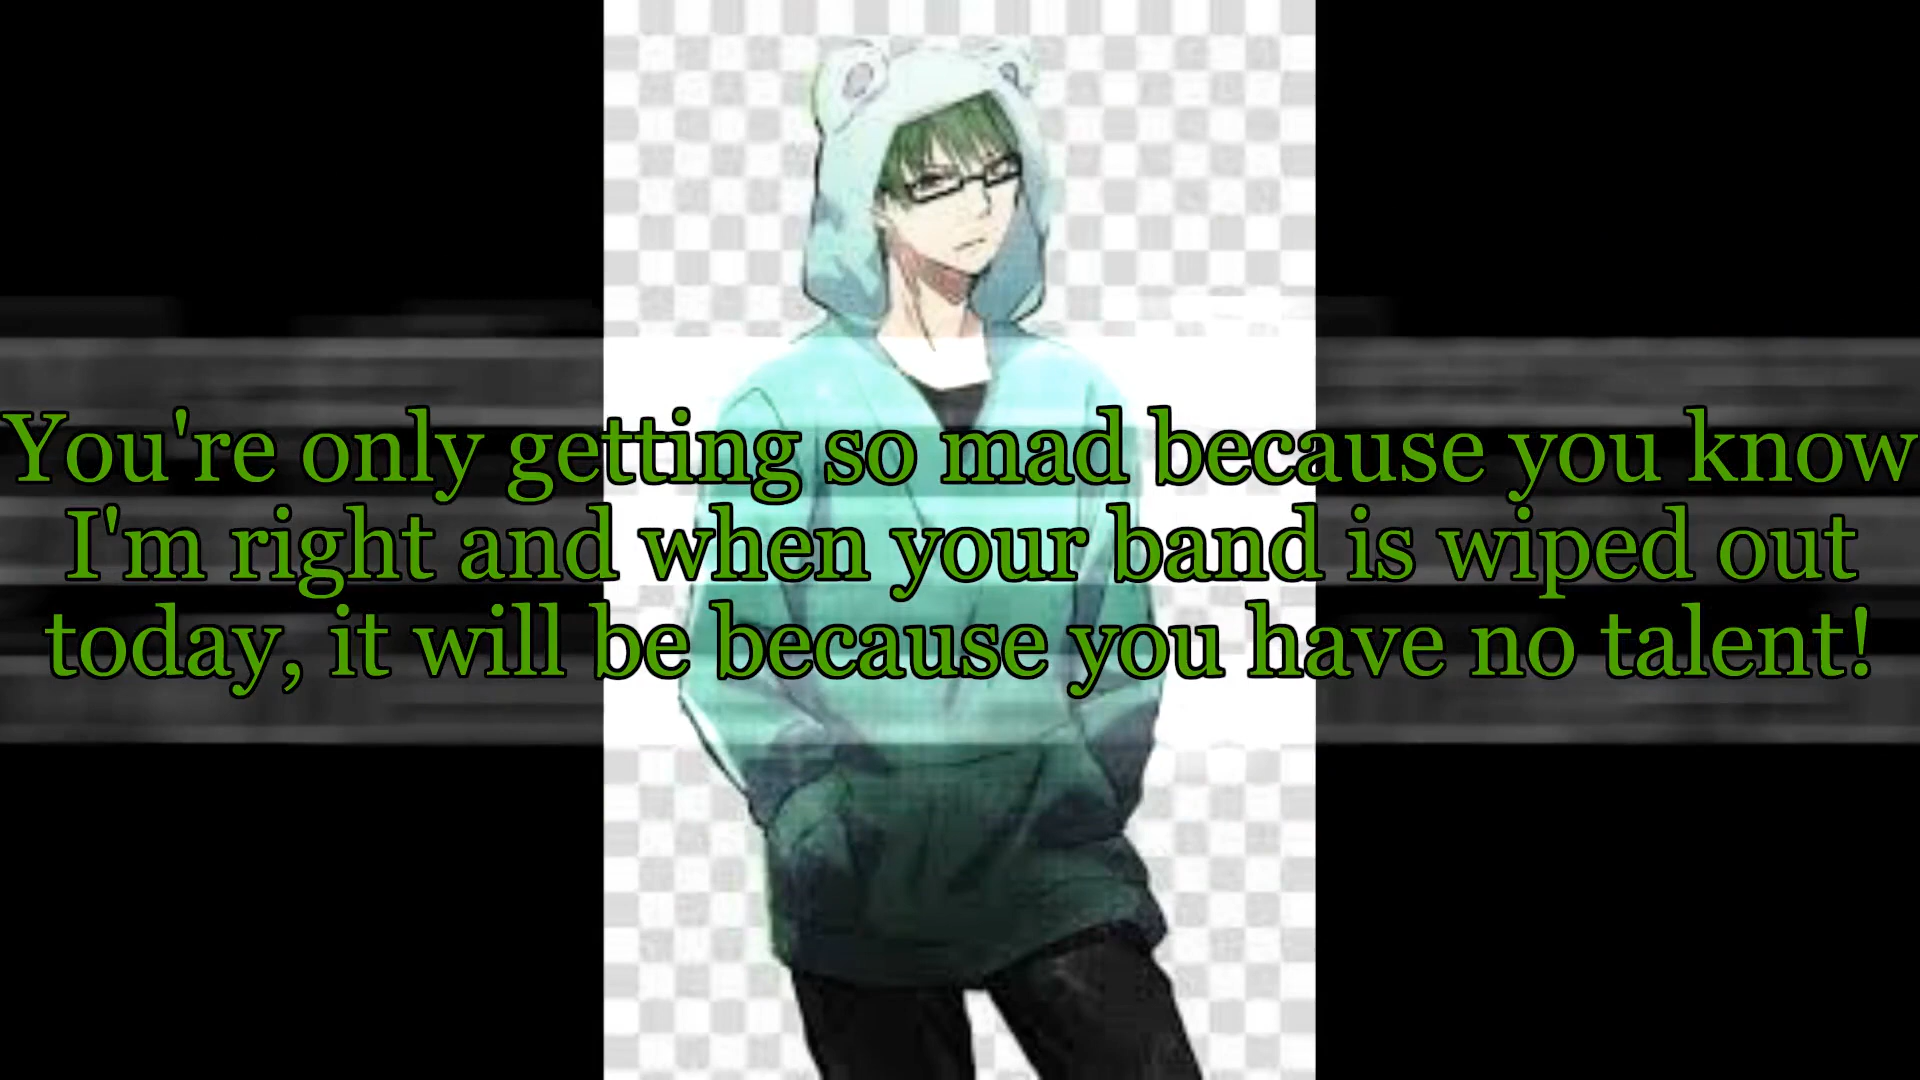 You're only getting so mad because you know
I'm right and when your band is wiped out
today, it will be because you have no talent!